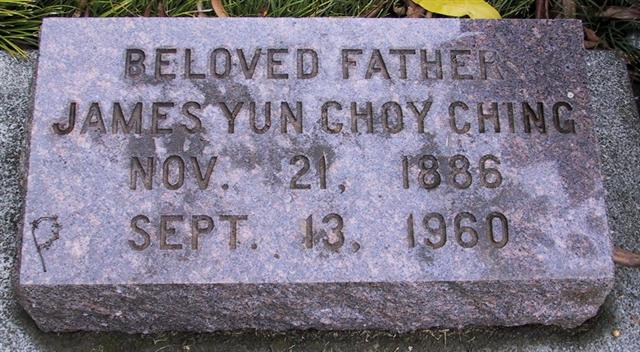 BELOVED FATHER
JAMES YUN CHOY CHING
NOV. 21, 1886
SEPT. 13, 1960